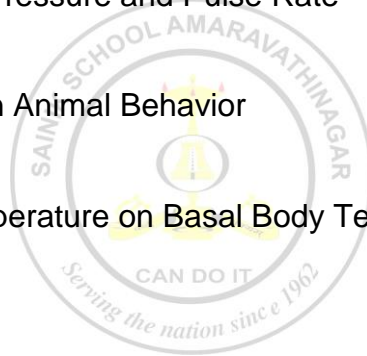 ressure and Pulse Rate
SAINIK SCHOOL AMARAVATHINAGAR
n Animal Behavior
perature on Basal Body Te
CAN DO IT
Serving the nation since 1962